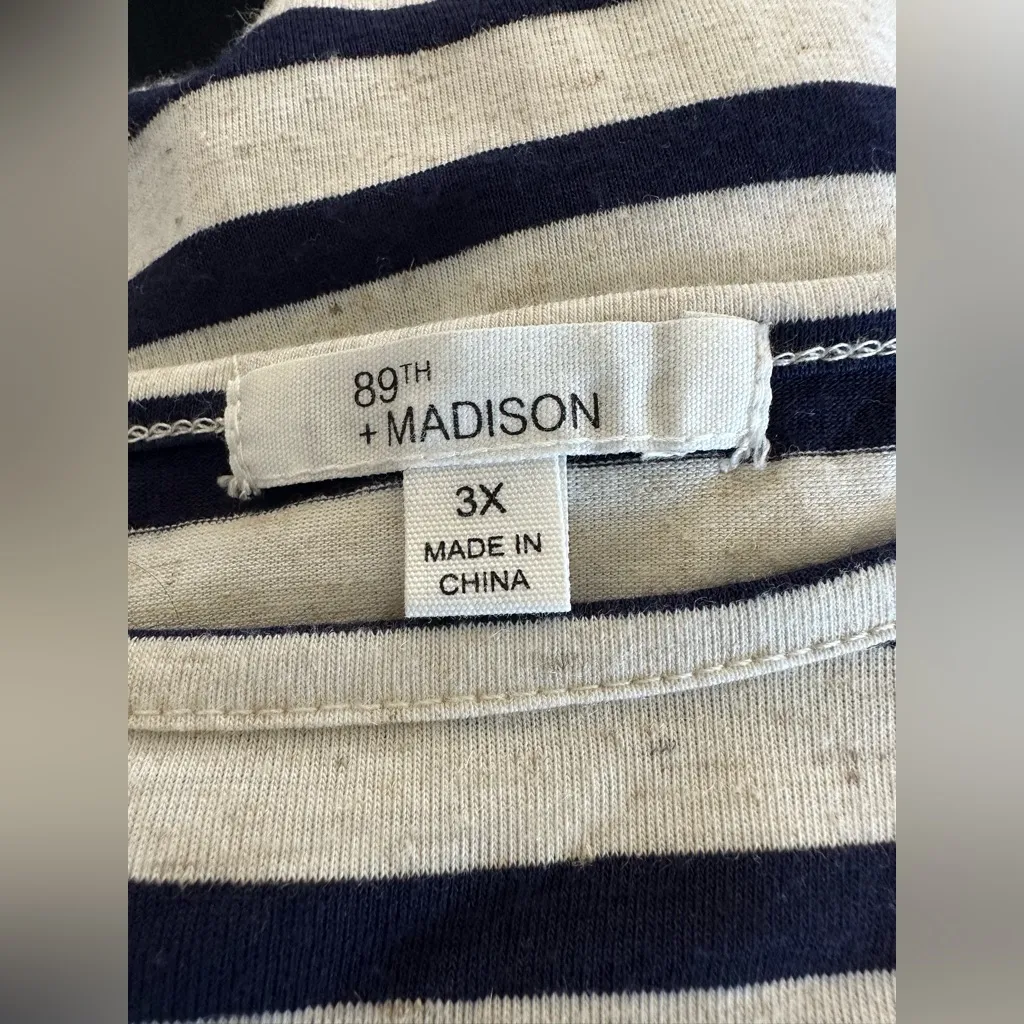 89TH
+ MADISON
3X
MADE IN
CHINA